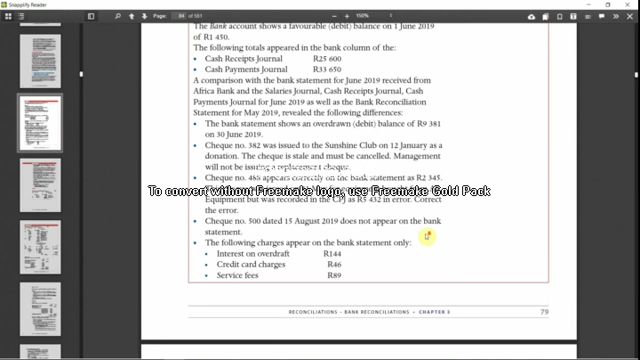 Snapplify Reader
Page: 84 of 551
150%
The Bank account shows a favourable (debit) balance on 1 June 2019
of R1 450.
The following totals appeared in the bank column of the:
• Cash Receipts Journal R25 600
• Cash Payments Journal R33 650
A comparison with the bank statement for June 2019 received from
Africa Bank and the Salaries Journal, Cash Receipts Journal, Cash
Payments Journal for June 2019 as well as the Bank Reconciliation
Statement for May 2019, revealed the following differences:
• The bank statement shows an overdrawn (debit) balance of R9 381
on 30 June 2019.
• Cheque no. 382 was issued to the Sunshine Club on 12 January as a
donation. The cheque is stale and must be cancelled. Management
will not be issuing a replacement cheque.
• Cheque no. 488 appears correctly on the bank statement as R2 345.
To convert without Freemake logo, use Freemake Gold Pack
Equipment but was recorded in the CPJ as R5 432 in error. Correct
the error.
• Cheque no. 500 dated 15 August 2019 does not appear on the bank
statement.
• The following charges appear on the bank statement only:
• Interest on overdraft R144
• Credit card charges R46
• Service fees R89
RECONCILIATIONS – BANK RECONCILIATIONS • CHAPTER 3 79